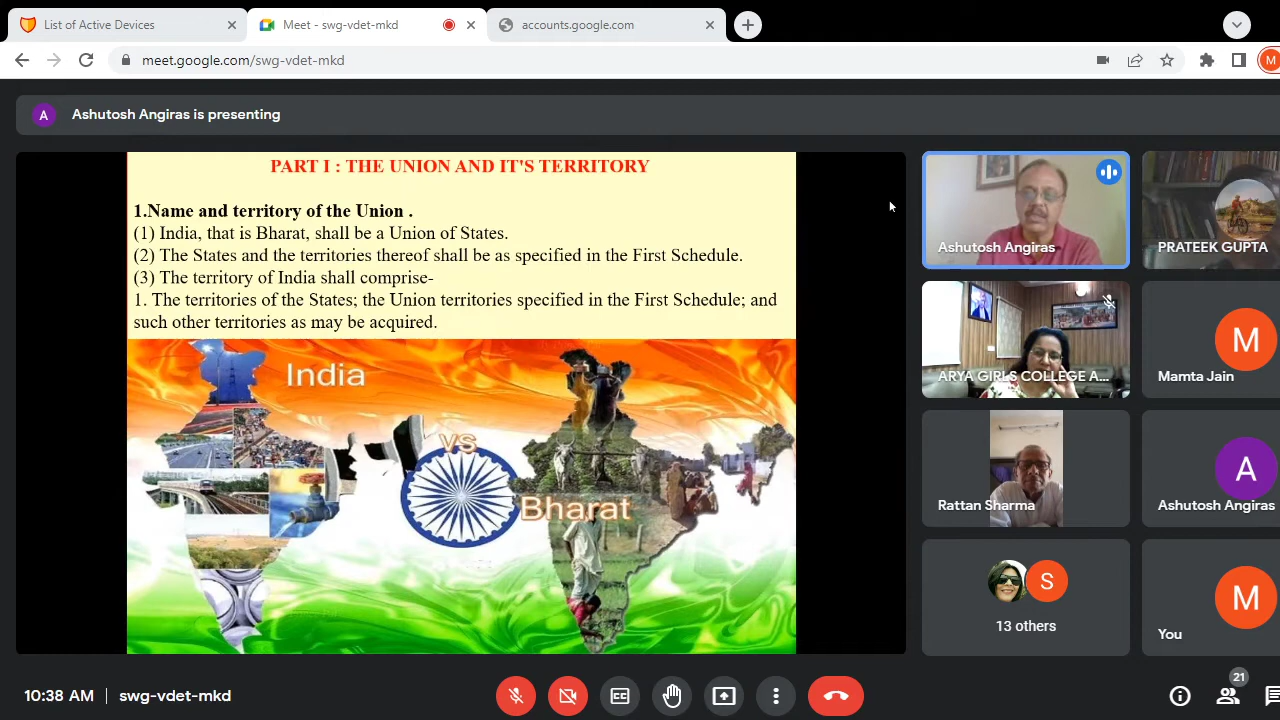 List of Active Devices
Meet - swg-vdet-mkd
accounts.google.com
meet.google.com/swg-vdet-mkd
M
A
Ashutosh Angiras is presenting
PART I : THE UNION AND IT'S TERRITORY
1.Name and territory of the Union .
(1) India, that is Bharat, shall be a Union of States.
(2) The States and the territories thereof shall be as specified in the First Schedule.
(3) The territory of India shall comprise-
1. The territories of the States; the Union territories specified in the First Schedule; and
such other territories as may be acquired.
India
VS
Bharat
Ashutosh Angiras
PRATEEK GUPTA
ARYA GIRLS COLLEGE A...
M
Mamta Jain
Rattan Sharma
A
Ashutosh Angiras
S
13 others
M
You
10:38 AM
swg-vdet-mkd
CC
21